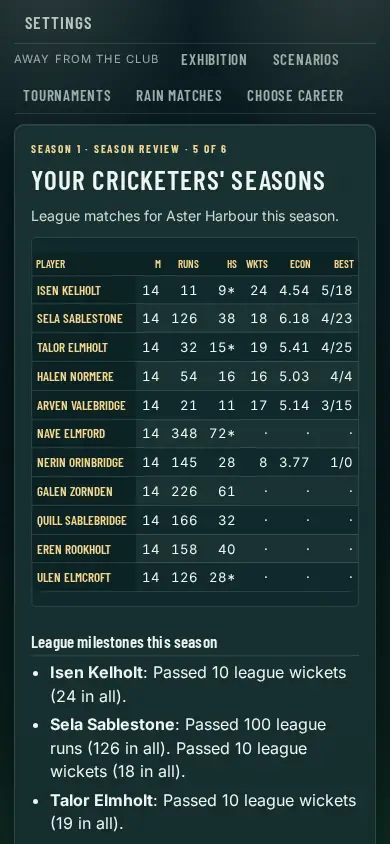 SETTINGS
AWAY FROM THE CLUB EXHIBITION SCENARIOS
TOURNAMENTS RAIN MATCHES CHOOSE CAREER
SEASON 1 · SEASON REVIEW · 5 OF 6
YOUR CRICKETERS' SEASONS
League matches for Aster Harbour this season.
PLAYER M RUNS HS WKTS ECON BEST
ISEN KELHOLT 14 11 9* 24 4.54 5/18
SELA SABLESTONE 14 126 38 18 6.18 4/23
TALOR ELMHOLT 14 32 15* 19 5.41 4/25
HALEN NORMERE 14 54 16 16 5.03 4/4
ARVEN VALEBRIDGE 14 21 11 17 5.14 3/15
NAVE ELMFORD 14 348 72* · · ·
NERIN ORINBRIDGE 14 145 28 8 3.77 1/0
GALEN ZORNDEN 14 226 61 · · ·
QUILL SABLEBRIDGE 14 166 32 · · ·
EREN ROOKHOLT 14 158 40 · · ·
ULEN ELMCROFT 14 126 28* · · ·
League milestones this season
• Isen Kelholt: Passed 10 league wickets
(24 in all).
• Sela Sablestone: Passed 100 league
runs (126 in all). Passed 10 league
wickets (18 in all).
• Talor Elmholt: Passed 10 league wickets
(19 in all).